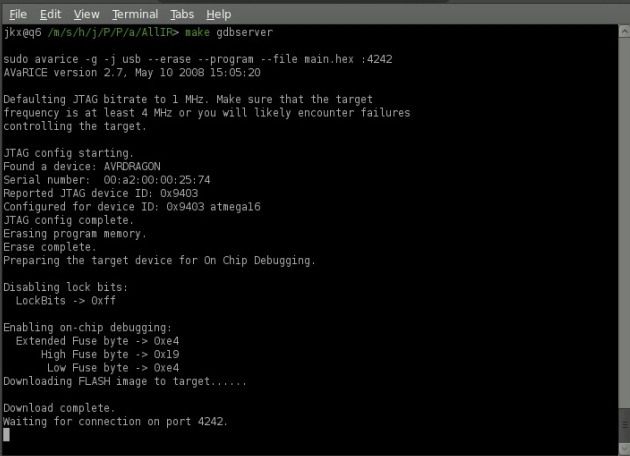 File Edit View Terminal Tabs Help
jkx@q6 /m/s/h/j/P/P/a/AllIR> make gdbserver
sudo avarice -g -j usb --erase --program --file main.hex :4242
AVaRICE version 2.7, May 10 2008 15:05:20
Defaulting JTAG bitrate to 1 MHz. Make sure that the target
frequency is at least 4 MHz or you will likely encounter failures
controlling the target.
JTAG config starting.
Found a device: AVRDRAGON
Serial number:  00:a2:00:00:25:74
Reported JTAG device ID: 0x9403
Configured for device ID: 0x9403 atmega16
JTAG config complete.
Erasing program memory.
Erase complete.
Preparing the target device for On Chip Debugging.
Disabling lock bits:
  LockBits -> 0xff
Enabling on-chip debugging:
  Extended Fuse byte -> 0xe4
      High Fuse byte -> 0x19
       Low Fuse byte -> 0xe4
Downloading FLASH image to target......
Download complete.
Waiting for connection on port 4242.